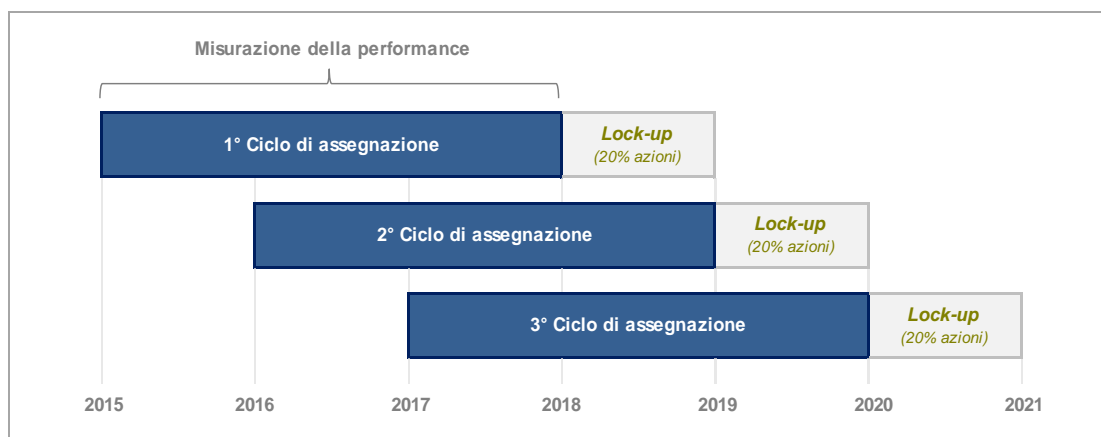 Misurazione della performance
1° Ciclo di assegnazione
Lock-up
(20% azioni)
2° Ciclo di assegnazione
Lock-up
(20% azioni)
3° Ciclo di assegnazione
Lock-up
(20% azioni)
2015 2016 2017 2018 2019 2020 2021